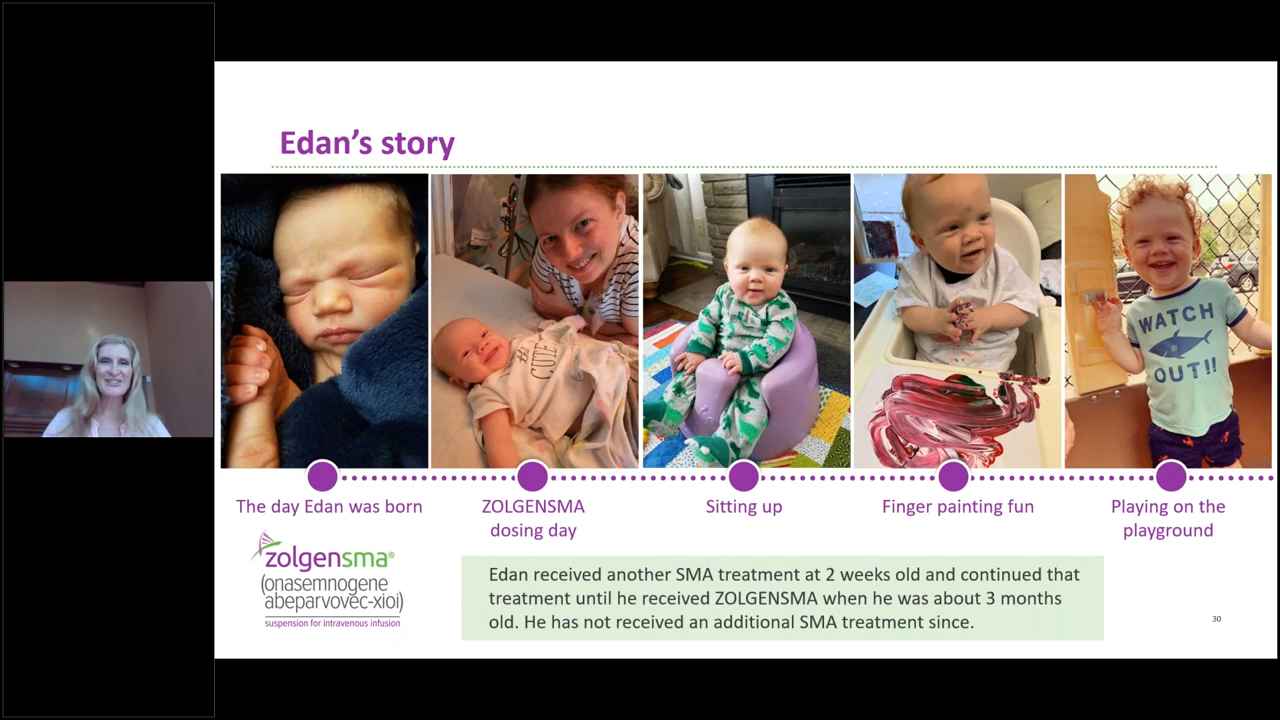 Edan's story
CUTE
WATCH
OUT!!
The day Edan was born
ZOLGENSMA
dosing day
Sitting up
Finger painting fun
Playing on the
playground
zolgensma®
(onasemnogene
abeparvovec-xioi)
suspension for intravenous infusion
Edan received another SMA treatment at 2 weeks old and continued that
treatment until he received ZOLGENSMA when he was about 3 months
old. He has not received an additional SMA treatment since.
30